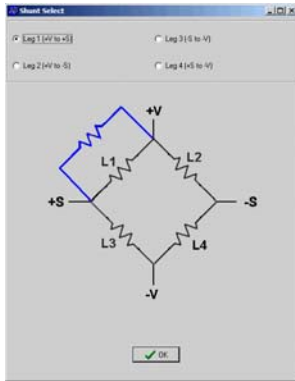 Shunt Select
Leg 1 (+V to +S)
Leg 3 (-S to -V)
Leg 2 (+V to -S)
Leg 4 (+S to -V)
+V
L1
L2
+S
-S
L3
L4
-V
OK